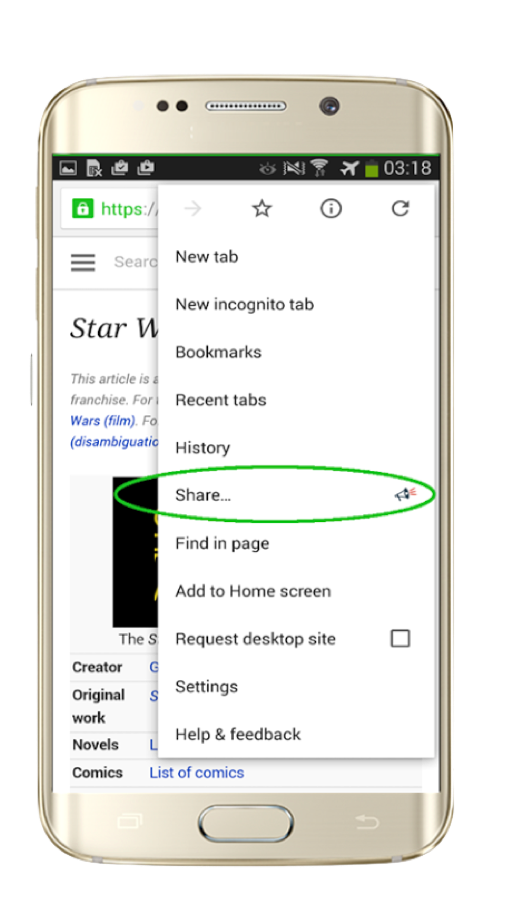 03:18
https:/
New tab
Searc
New incognito tab
Star W
Bookmarks
This article is a
franchise. For
Recent tabs
Wars (film). Fo
(disambiguatio
History
Share...
Find in page
Add to Home screen
The S
Request desktop site
Creator G
Original S
work
Settings
Novels L
Help & feedback
Comics List of comics